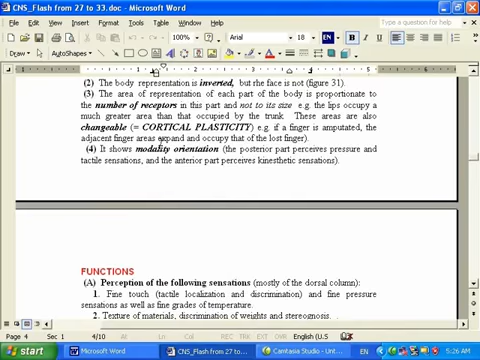 CNS_Flash from 27 to 33.doc - Microsoft Word
File Edit View Insert Format Tools Table Window Help
Type a question for help
100% Arial 18 B
Draw AutoShapes
(2) The body representation is inverted, but the face is not (figure 31).
(3) The area of representation of each part of the body is proportionate to
the number of receptors in this part and not to its size e.g. the lips occupy
a much greater area than that occupied by the trunk. These areas are also
changeable (= CORTICAL PLASTICITY) e.g. if a finger is amputated, the
adjacent finger areas expand and occupy that of the lost finger).
(4) It shows modality orientation (the posterior part perceives pressure and
tactile sensations, and the anterior part perceives kinesthetic sensations).
FUNCTIONS
(A) Perception of the following sensations (mostly of the dorsal column):
1. Fine touch (tactile localization and discrimination) and fine pressure
sensations as well as fine grades of temperature.
2. Texture of materials, discrimination of weights and stereognosis.
Page 4 Sec 1 4/10 At Ln Col REC TRK EXT OVR English (U.S
start Microsoft Word CNS_Flash from 27 to... Camtasia Studio - Unt... 5:26 AM